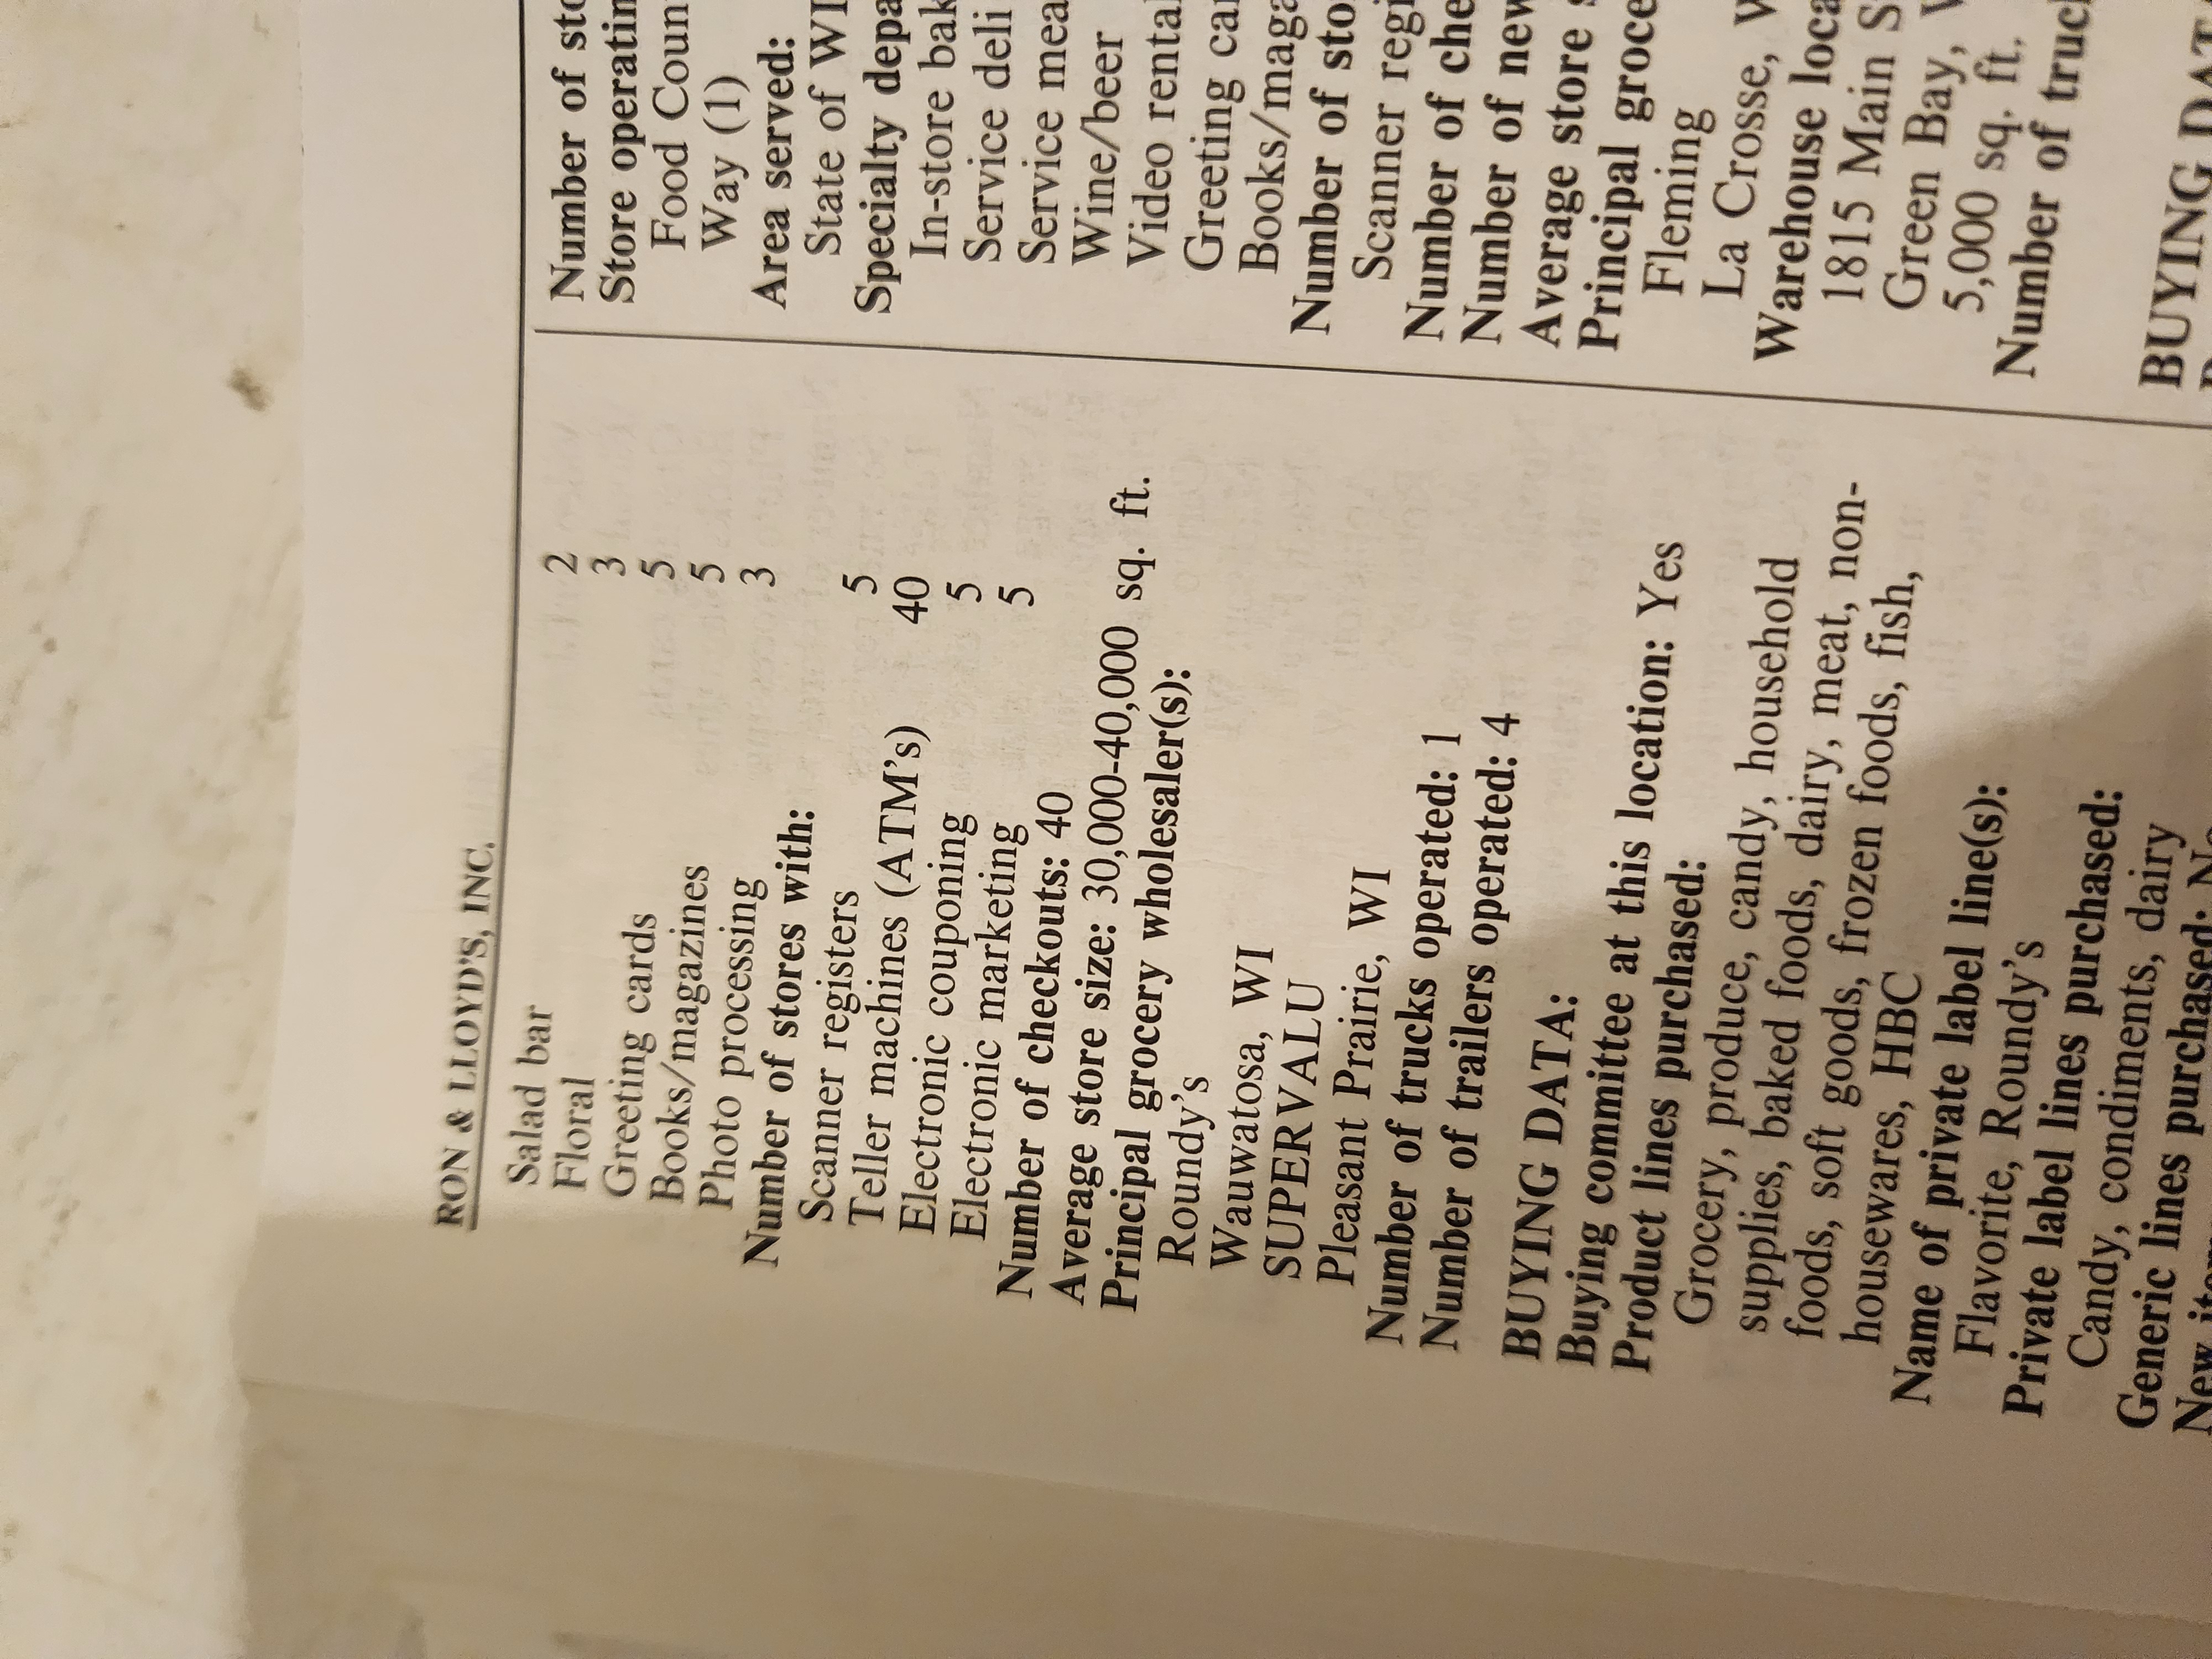 RON & LLOYD'S, INC.
Salad bar 2
Floral 3
Greeting cards 5
Books/magazines 5
Photo processing 3
Number of stores with:
Scanner registers 5
Teller machines (ATM's) 40
Electronic couponing 5
Electronic marketing 5
Number of checkouts: 40
Average store size: 30,000-40,000 sq. ft.
Principal grocery wholesaler(s):
Roundy's
Wauwatosa, WI
SUPERVALU
Pleasant Prairie, WI
Number of trucks operated: 1
Number of trailers operated: 4
BUYING DATA:
Buying committee at this location: Yes
Product lines purchased:
Grocery, produce, candy, household
supplies, baked foods, dairy, meat, non-
foods, soft goods, frozen foods, fish,
housewares, HBC
Name of private label line(s):
Flavorite, Roundy's
Private label lines purchased:
Candy, condiments, dairy
Generic lines purchased:
New
Number of
Store
Food
Way (1)
Area served:
State of WI
Specialty
In-store
Service deli
Service
Wine/beer
Video
Greeting
Number of
Scanner
Number of
Number of new
Average store
Principal
Fleming
La Crosse,
Warehouse
1815 Main
Green Bay,
5,000 sq. ft.
Number of
BUYING